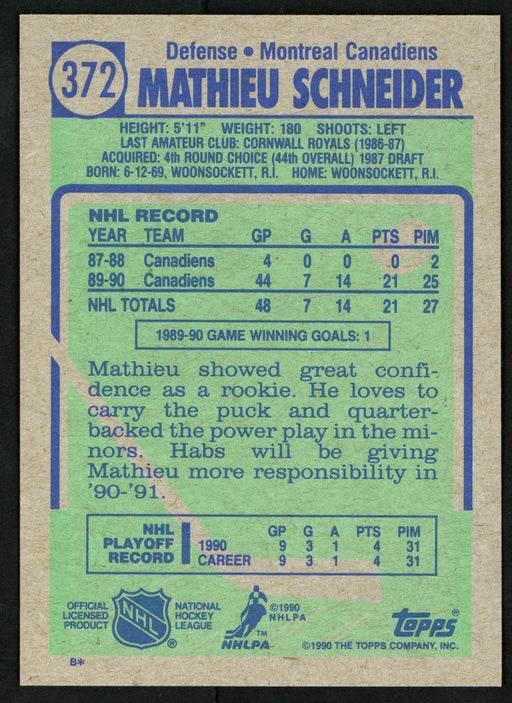 372
Defense • Montreal Canadiens
MATHIEU SCHNEIDER
HEIGHT: 5'11" WEIGHT: 180 SHOOTS: LEFT
LAST AMATEUR CLUB: CORNWALL ROYALS (1986-87)
ACQUIRED: 4th ROUND CHOICE (44th OVERALL) 1987 DRAFT
BORN: 6-12-69, WOONSOCKETT, R.I. HOME: WOONSOCKETT, R.I.
NHL RECORD
YEAR TEAM GP G A PTS PIM
87-88 Canadiens 4 0 0 0 2
89-90 Canadiens 44 7 14 21 25
NHL TOTALS 48 7 14 21 27
1989-90 GAME WINNING GOALS: 1
Mathieu showed great confi-
dence as a rookie. He loves to
carry the puck and quarter-
backed the power play in the mi-
nors. Habs will be giving
Mathieu more responsibility in
'90-'91.
NHL
PLAYOFF
RECORD
GP G A PTS PIM
1990 9 3 1 4 31
CAREER 9 3 1 4 31
OFFICIAL
LICENSED
PRODUCT
NHL
®
NATIONAL
HOCKEY
LEAGUE
©1990
NHLPA
TM
NHLPA
TOPPS®
©1990 THE TOPPS COMPANY, INC.
B*